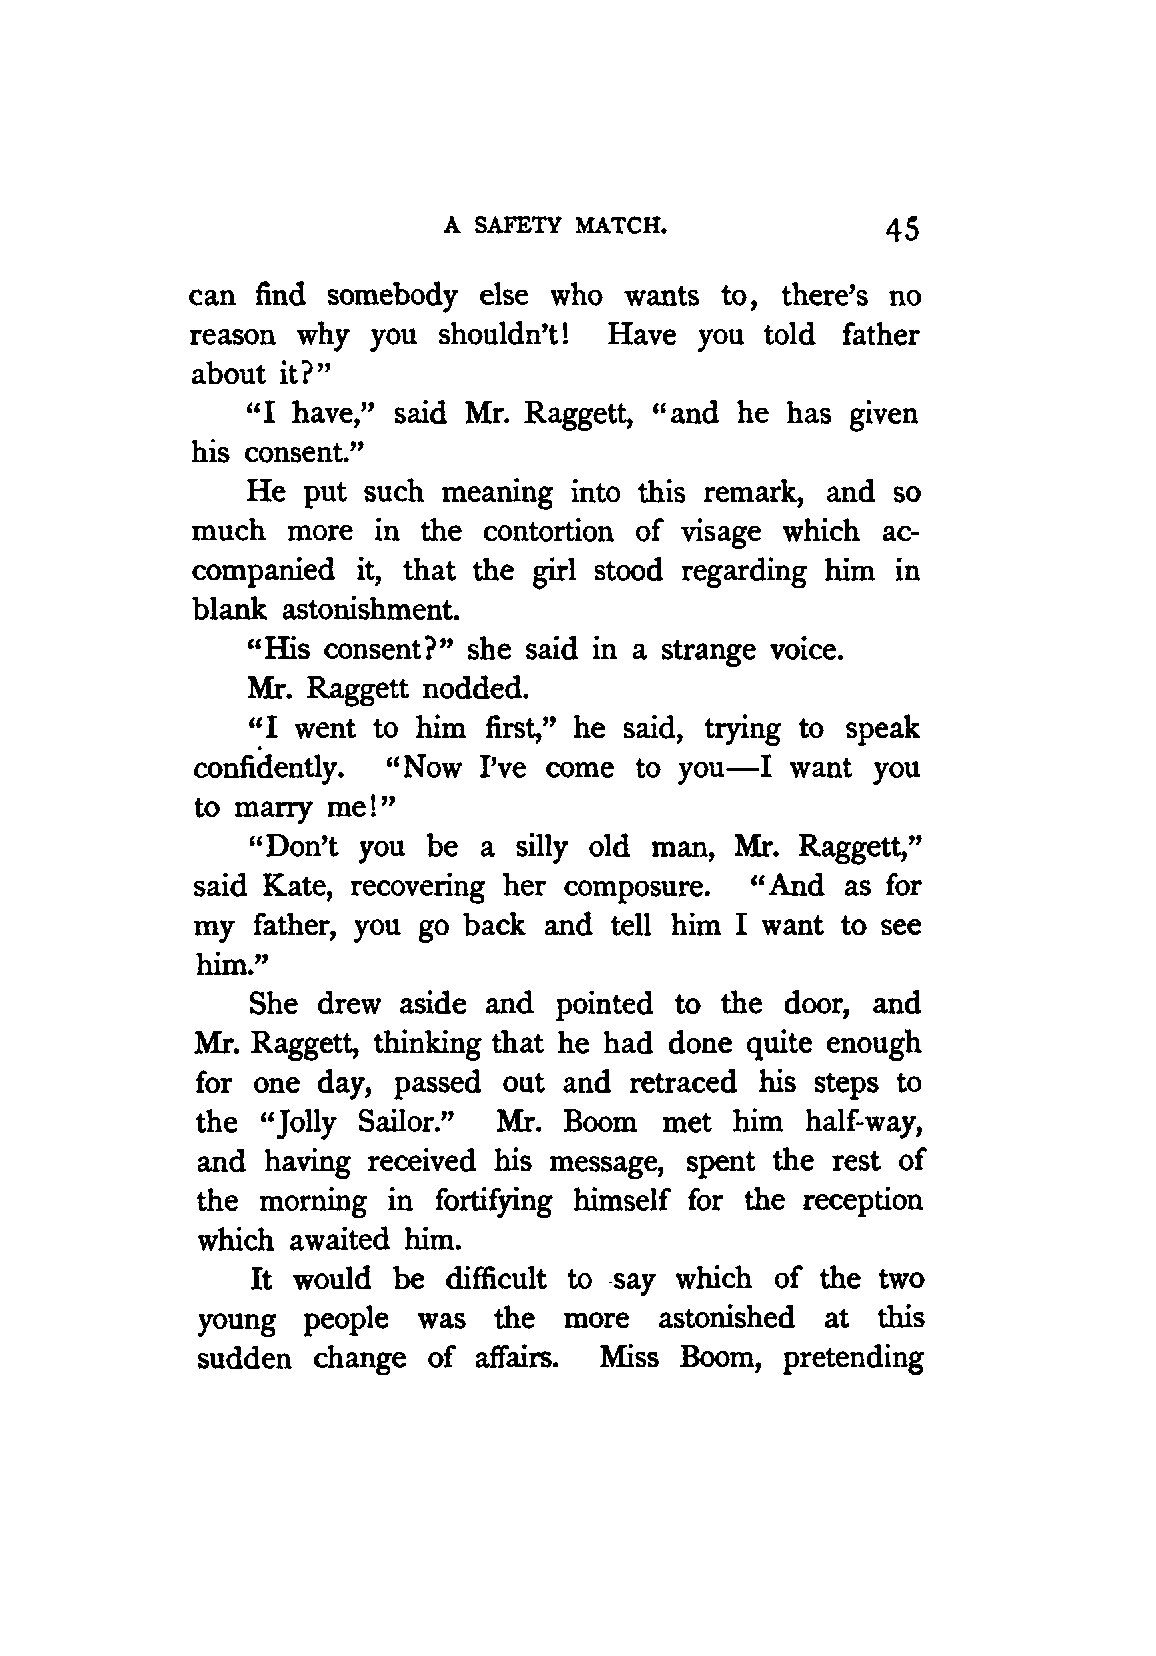 A SAFETY MATCH. 45
can find somebody else who wants to, there's no
reason why you shouldn't! Have you told father
about it?"
"I have," said Mr. Raggett, "and he has given
his consent."
He put such meaning into this remark, and so
much more in the contortion of visage which ac-
companied it, that the girl stood regarding him in
blank astonishment.
"His consent?" she said in a strange voice.
Mr. Raggett nodded.
"I went to him first," he said, trying to speak
confidently. "Now I've come to you—I want you
to marry me!"
"Don't you be a silly old man, Mr. Raggett,"
said Kate, recovering her composure. "And as for
my father, you go back and tell him I want to see
him."
She drew aside and pointed to the door, and
Mr. Raggett, thinking that he had done quite enough
for one day, passed out and retraced his steps to
the "Jolly Sailor." Mr. Boom met him half-way,
and having received his message, spent the rest of
the morning in fortifying himself for the reception
which awaited him.
It would be difficult to say which of the two
young people was the more astonished at this
sudden change of affairs. Miss Boom, pretending